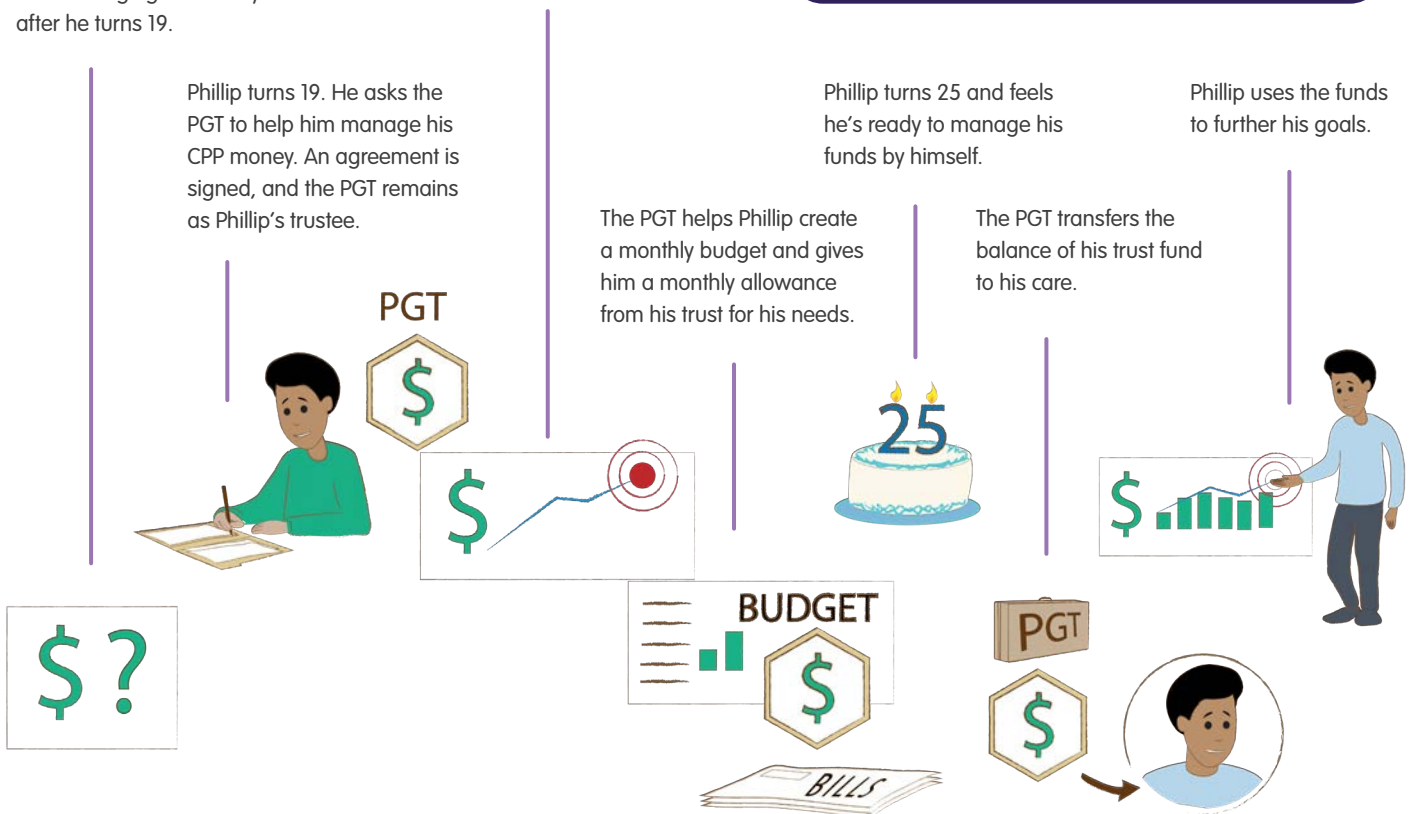 after he turns 19.
Phillip turns 19. He asks the
PGT to help him manage his
CPP money. An agreement is
signed, and the PGT remains
as Phillip's trustee.
PGT
$
$
$ ?
The PGT helps Phillip create
a monthly budget and gives
him a monthly allowance
from his trust for his needs.
BUDGET
$
BILLS
Phillip turns 25 and feels
he's ready to manage his
funds by himself.
25
The PGT transfers the
balance of his trust fund
to his care.
PGT
$
Phillip uses the funds
to further his goals.
$